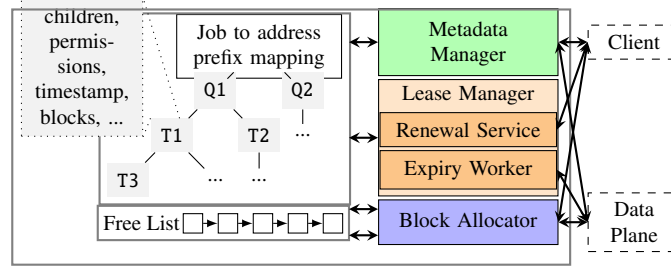 children,
permis-
sions,
timestamp,
blocks, ...
Job to address
prefix mapping
Q1
Q2
T1
T2
...
T3
...
...
Free List
Metadata
Manager
Lease Manager
Renewal Service
Expiry Worker
Block Allocator
Client
Data
Plane